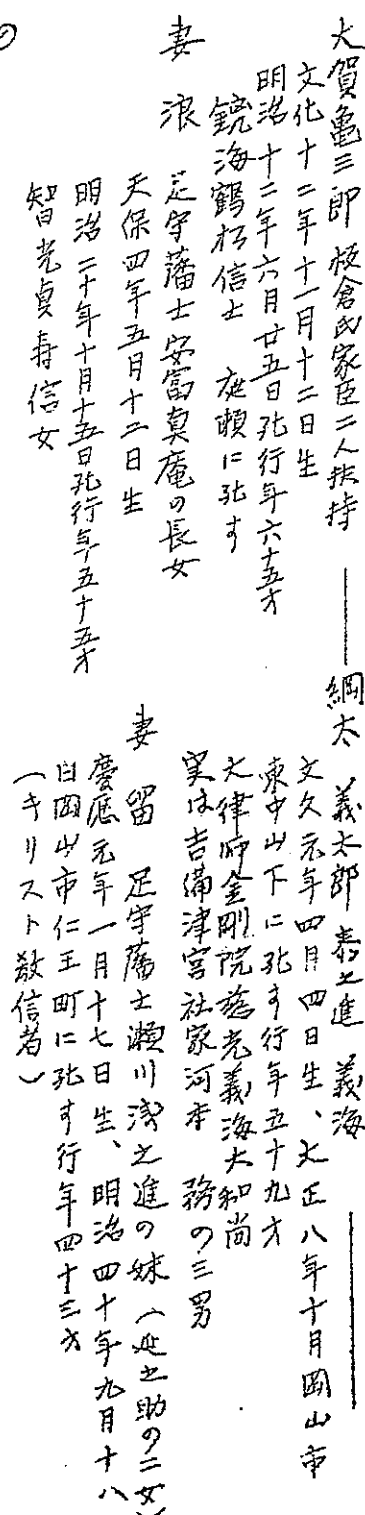 大賀亀三郎 板倉氏家臣二人扶持
文化十二年十一月十二日生
明治十二年六月廿五日死行年六十五才
鏡海鶴松信士 庭瀬に死す
妻 浪 足守藩士安富真庵の長女
天保四年五月十二日生
明治二十年十月十五日死行年五十五才
智光貞寿信女
綱太 義太郎 泰之進 義海
文久元年四月四日生、大正八年十月岡山市
東中山下に死す行年五十九才
大律師金剛院慈光義海大和尚
実は吉備津宮社家河本 務の三男
妻 留 足守藩士瀬川浅之進の妹(延之助の二女)
慶應元年一月十七日生、明治四十年九月十八
日岡山市仁王町に死す行年四十三才
(キリスト教信者)